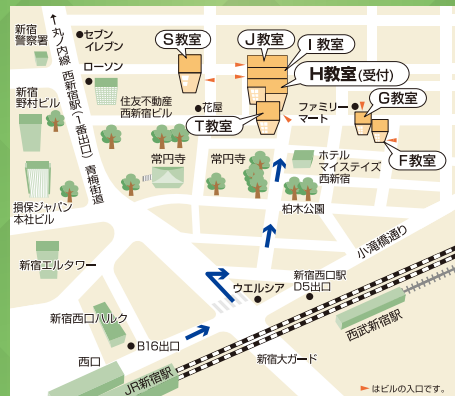 ↑丸ノ内線 西新宿駅(1番出口) 青梅街道
新宿
警察署
セブン
イレブン
ローソン
S教室
J教室
I教室
H教室(受付)
T教室
G教室
F教室
ファミリー
マート
花屋
住友不動産
西新宿ビル
新宿
野村ビル
常円寺
常円寺
ホテル
マイステイズ
西新宿
柏木公園
損保ジャパン
本社ビル
小滝橋通り
新宿エルタワー
ウエルシア
新宿西口駅
D5出口
新宿西口ハルク
B16出口
西武新宿駅
新宿大ガード
西口
JR新宿駅
はビルの入口です。